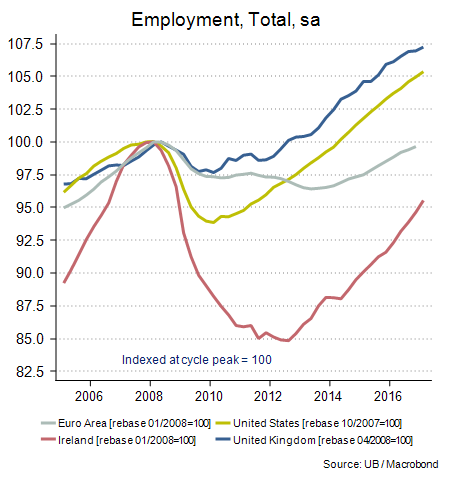 Employment, Total, sa
107.5
105.0
102.5
100.0
97.5
95.0
92.5
90.0
87.5
85.0
82.5
Indexed at cycle peak = 100
2006 2008 2010 2012 2014 2016
Euro Area [rebase 01/2008=100] United States [rebase 10/2007=100]
Ireland [rebase 01/2008=100] United Kingdom [rebase 04/2008=100]
Source: UB / Macrobond